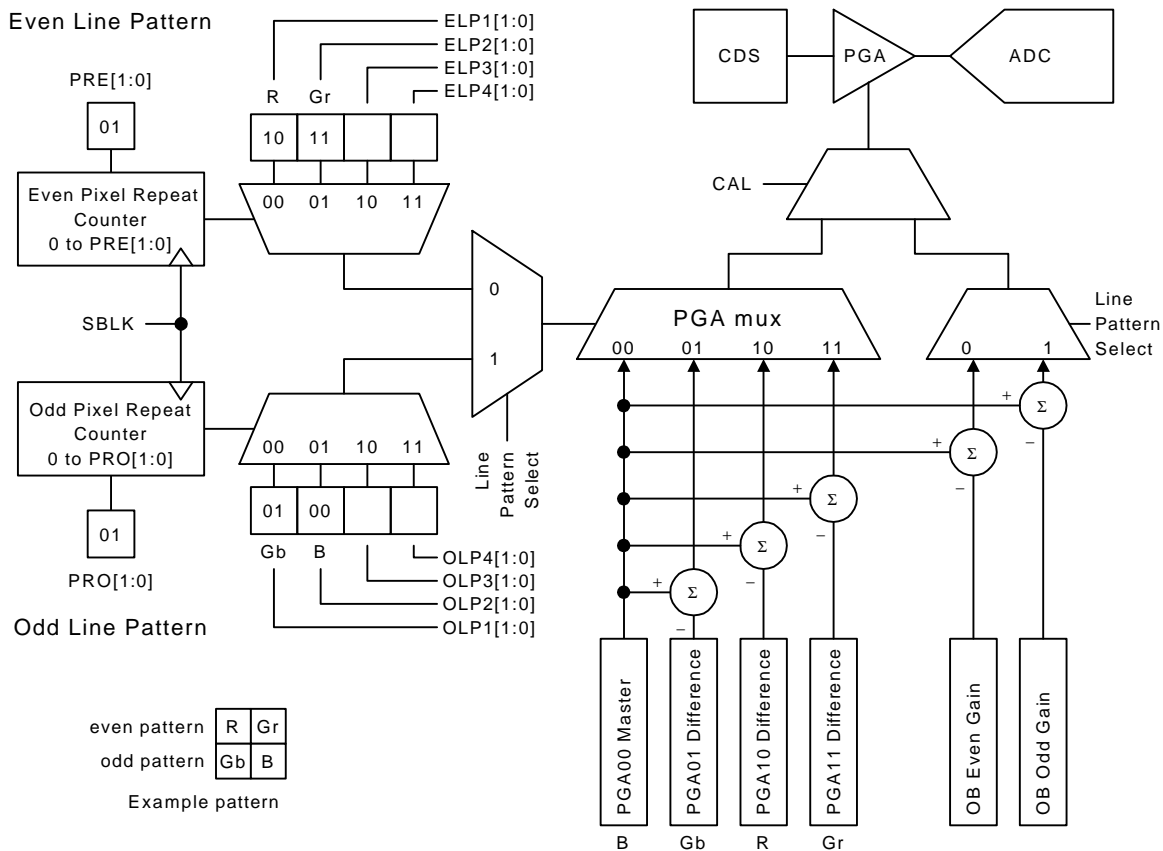 Even Line Pattern
PRE[1:0]
01
Even Pixel Repeat
Counter
0 to PRE[1:0]
SBLK
Odd Pixel Repeat
Counter
0 to PRO[1:0]
01
PRO[1:0]
Odd Line Pattern
ELP1[1:0]
ELP2[1:0]
ELP3[1:0]
ELP4[1:0]
R Gr
10 11
00 01 10 11
00 01 10 11
01 00
Gb B
OLP4[1:0]
OLP3[1:0]
OLP2[1:0]
OLP1[1:0]
0
1
Line
Pattern
Select
CDS
PGA
ADC
CAL
PGA mux
00 01 10 11
0 1
Line
Pattern
Select
+ Σ −
+ Σ −
+ Σ −
+ Σ −
+ Σ −
PGA00 Master
PGA01 Difference
PGA10 Difference
PGA11 Difference
OB Even Gain
OB Odd Gain
B Gb R Gr
even pattern R Gr
odd pattern Gb B
Example pattern